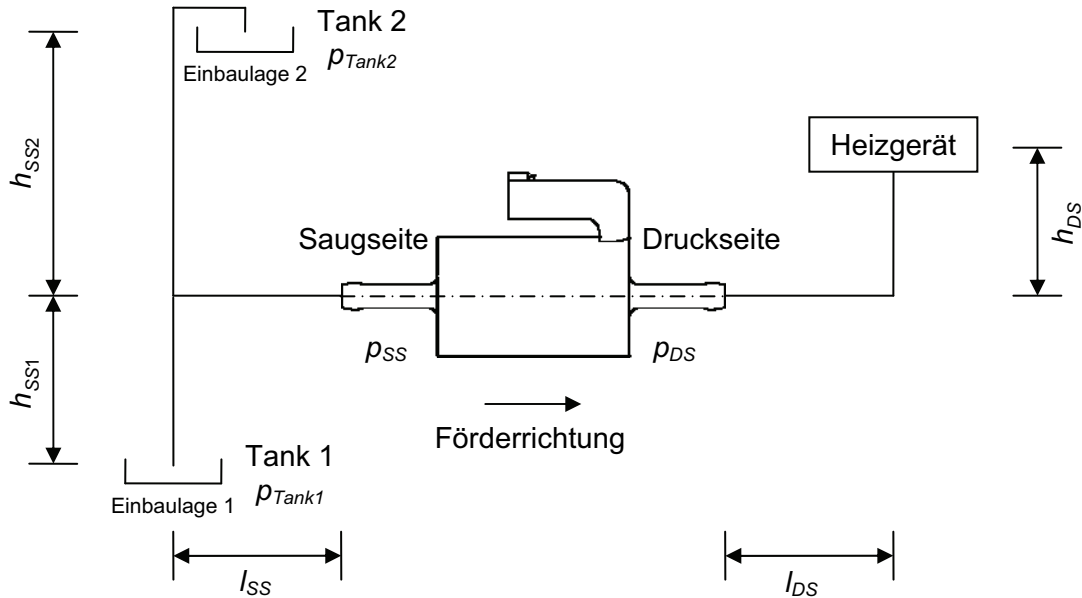 Tank 2
p_Tank2
Einbaulage 2
h_SS2
Heizgerät
h_DS
Saugseite
Druckseite
p_SS
p_DS
h_SS1
Förderrichtung
Tank 1
p_Tank1
Einbaulage 1
l_SS
l_DS